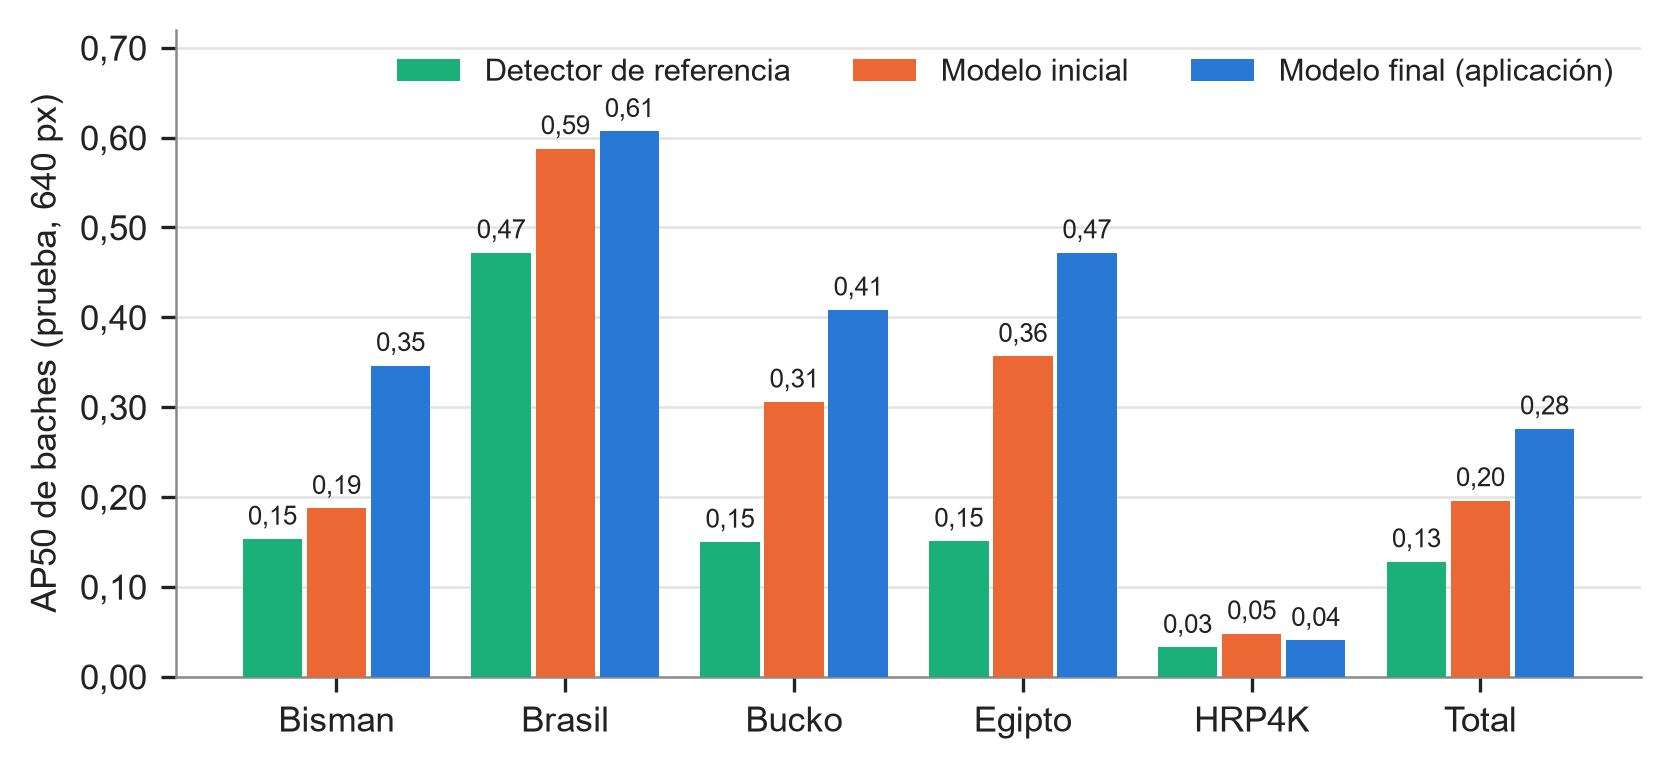 AP50 de baches (prueba, 640 px)
0,70
0,60
0,50
0,40
0,30
0,20
0,10
0,00
Detector de referencia Modelo inicial Modelo final (aplicación)
0,15 0,19 0,35
0,47 0,59 0,61
0,15 0,31 0,41
0,15 0,36 0,47
0,03 0,05 0,04
0,13 0,20 0,28
Bisman Brasil Bucko Egipto HRP4K Total